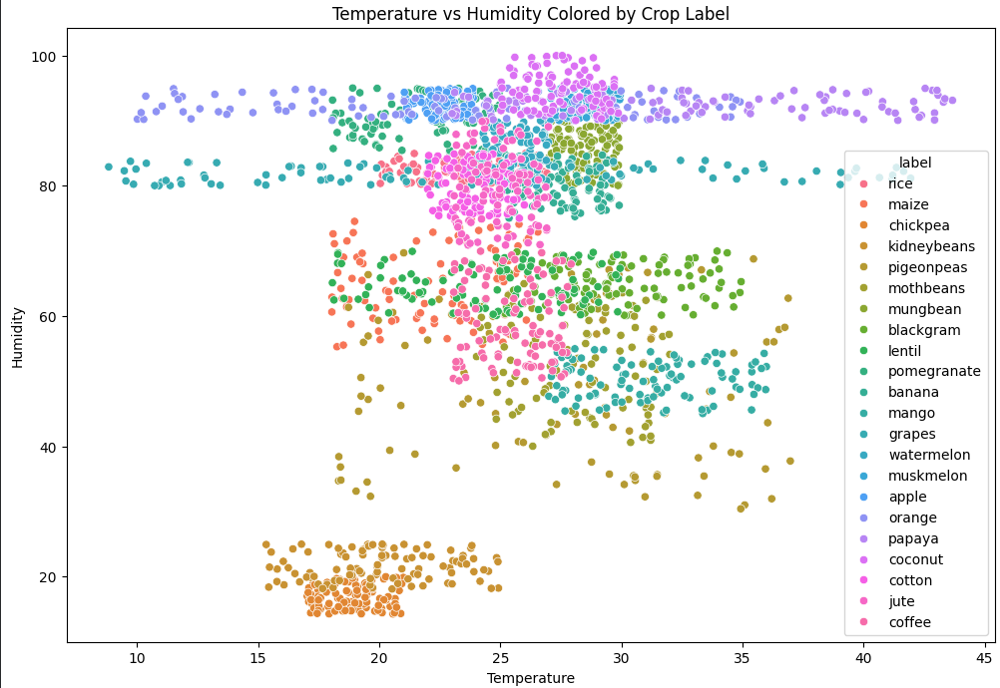 Temperature vs Humidity Colored by Crop Label
100
80
60
40
20
Humidity
10
15
20
25
30
35
40
45
Temperature
label
rice
maize
chickpea
kidneybeans
pigeonpeas
mothbeans
mungbean
blackgram
lentil
pomegranate
banana
mango
grapes
watermelon
muskmelon
apple
orange
papaya
coconut
cotton
jute
coffee